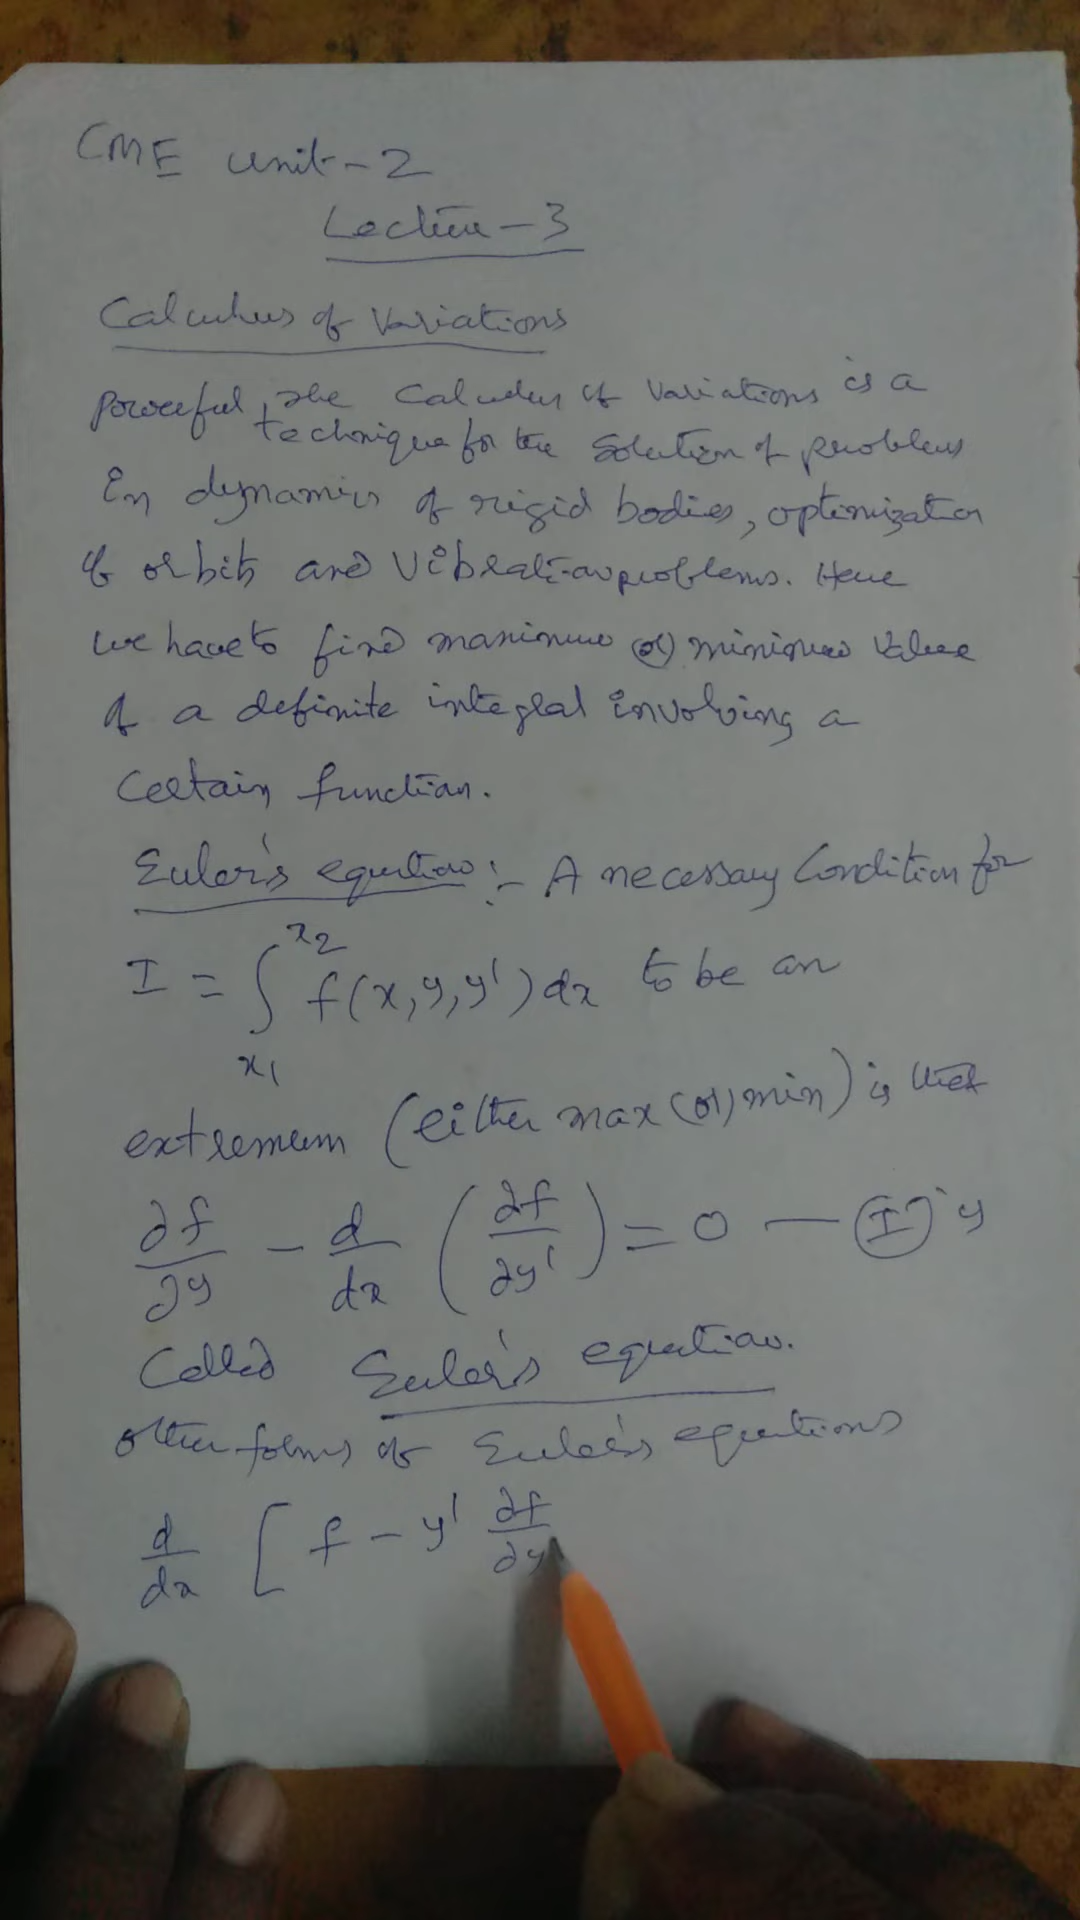 CME Unit-2
Lecture-3
Calculus of Variations
Powerful, The Calculus of Variations is a
technique for the Solution of problems
In dynamics of rigid bodies, optimization
of orbits and Vibration problems. Here
we have to find maximum (or) minimum Value
of a definite integral involving a
Certain function.
Euler's equation :- A necessary Condition for
I = ∫_{x1}^{x2} f(x,y,y') dx to be an
extremum (either max (or) min) is that
∂f/∂y - d/dx (∂f/∂y') = 0 — (I) is
Called Euler's equation.
Other forms of Euler's equations
d/dx [ f - y' ∂f/∂y